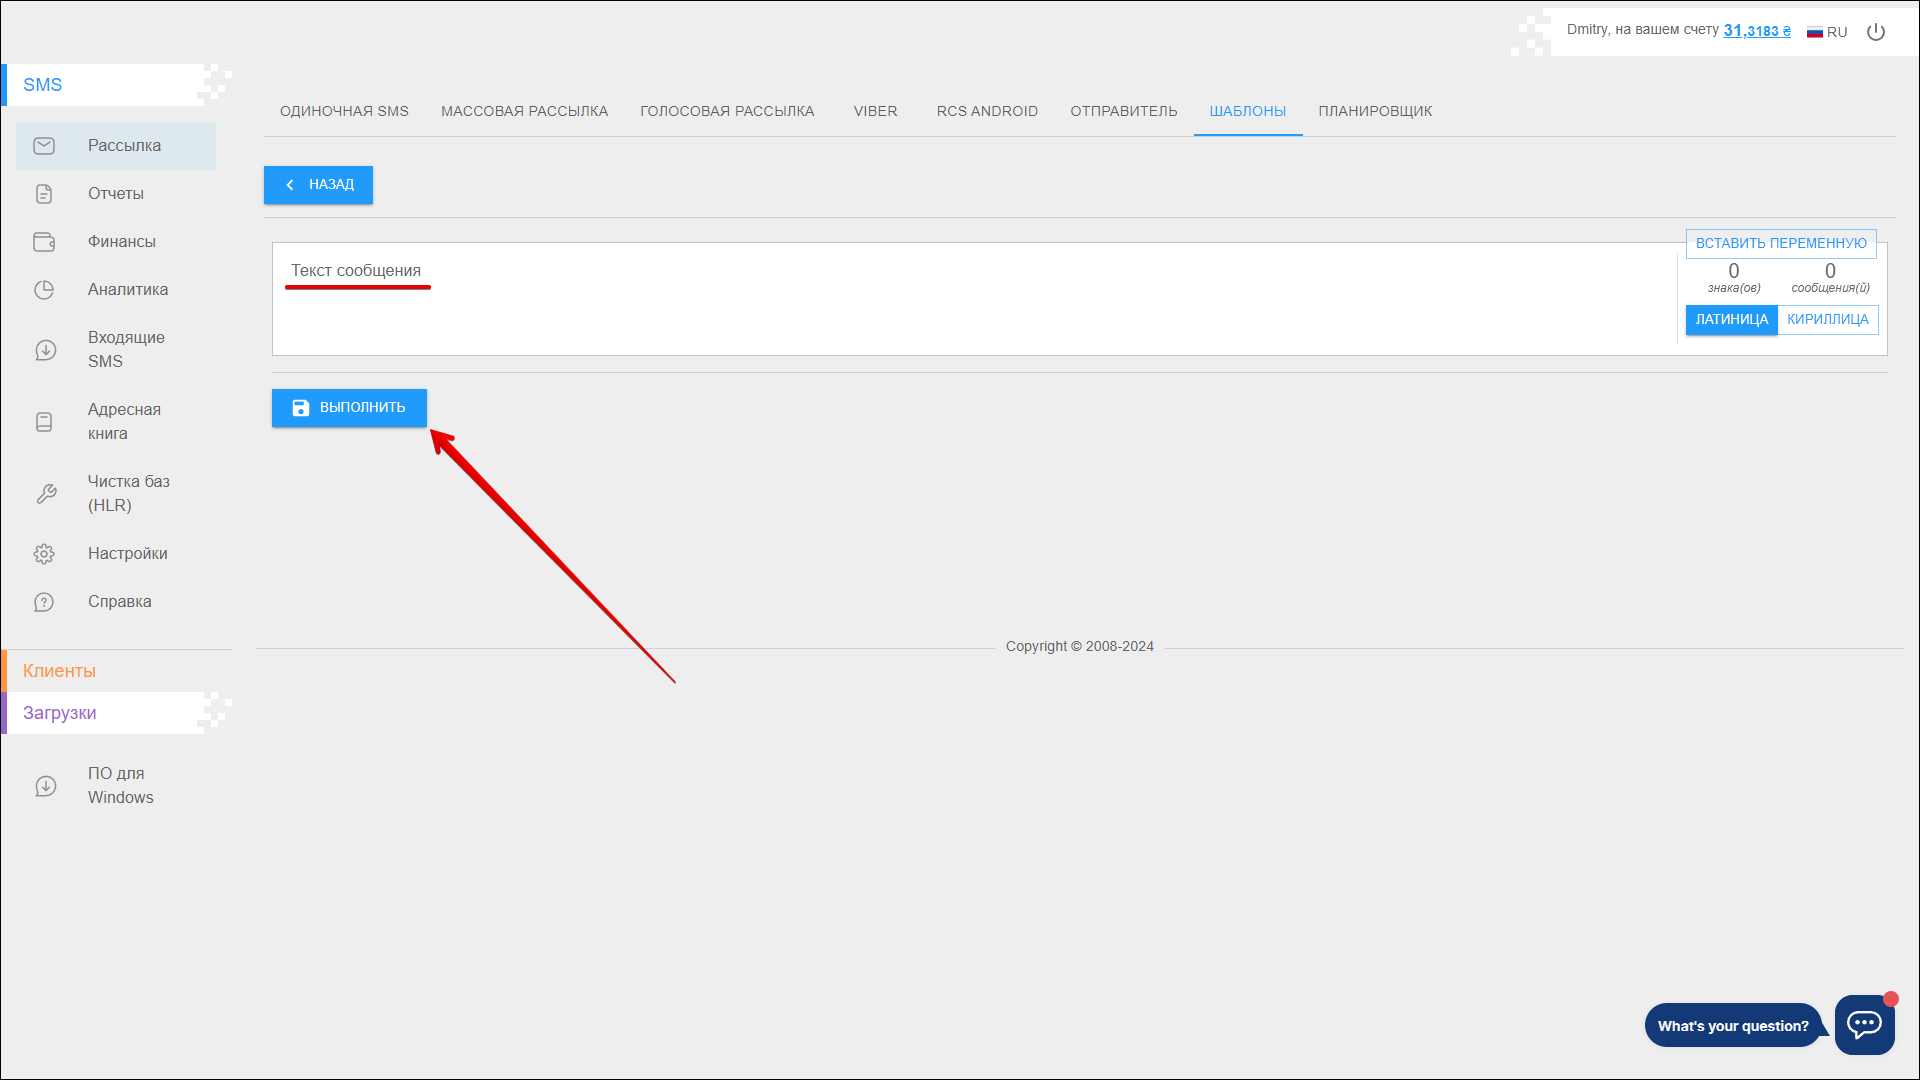 Dmitry, на вашем счету 31,3183 ₴ RU
SMS
Рассылка
Отчеты
Финансы
Аналитика
Входящие
SMS
Адресная
книга
Чистка баз
(HLR)
Настройки
Справка
Клиенты
Загрузки
ПО для
Windows
ОДИНОЧНАЯ SMS МАССОВАЯ РАССЫЛКА ГОЛОСОВАЯ РАССЫЛКА VIBER RCS ANDROID ОТПРАВИТЕЛЬ ШАБЛОНЫ ПЛАНИРОВЩИК
НАЗАД
Текст сообщения
ВСТАВИТЬ ПЕРЕМЕННУЮ
0 0
знака(ов) сообщения(й)
ЛАТИНИЦА КИРИЛЛИЦА
ВЫПОЛНИТЬ
Copyright © 2008-2024
What's your question?